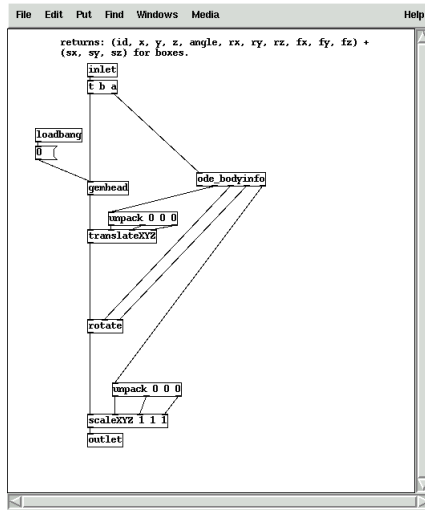 File Edit Put Find Windows Media Help
returns: (id, x, y, z, angle, rx, ry, rz, fx, fy, fz) +
(sx, sy, sz) for boxes.
inlet
t b a
loadbang
0
ode_bodyinfo
gemhead
unpack 0 0 0
translateXYZ
rotate
unpack 0 0 0
scaleXYZ 1 1 1
outlet